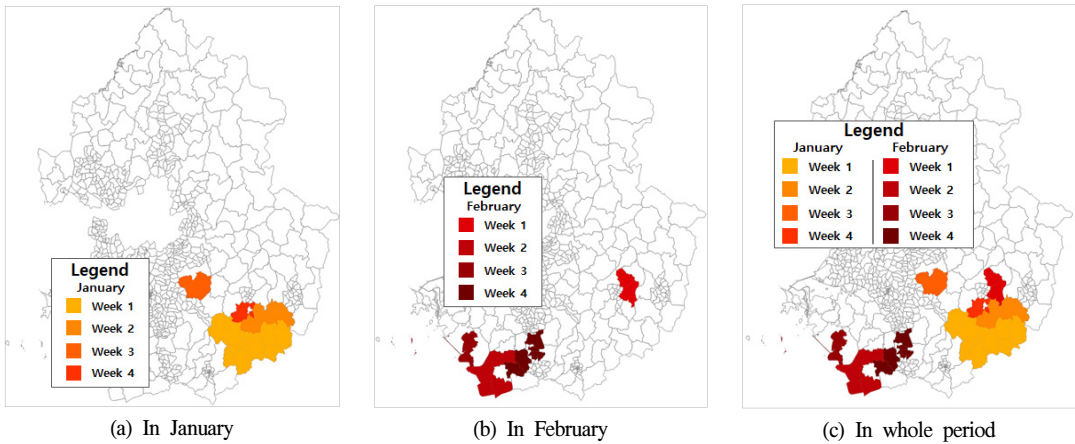 Legend
January
Week 1
Week 2
Week 3
Week 4
(a) In January
Legend
February
Week 1
Week 2
Week 3
Week 4
(b) In February
Legend
January February
Week 1 Week 1
Week 2 Week 2
Week 3 Week 3
Week 4 Week 4
(c) In whole period